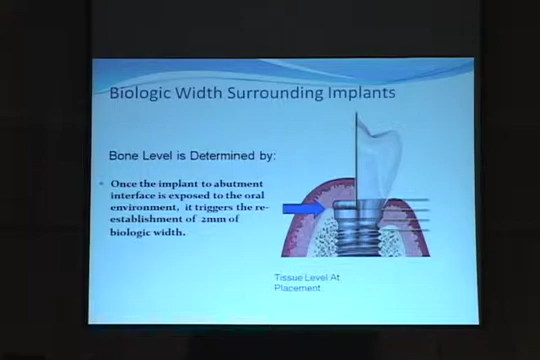 Biologic Width Surrounding Implants
Bone Level is Determined by:
• Once the implant to abutment
interface is exposed to the oral
environment, it triggers the re-
establishment of 2mm of
biologic width.
Tissue Level At
Placement